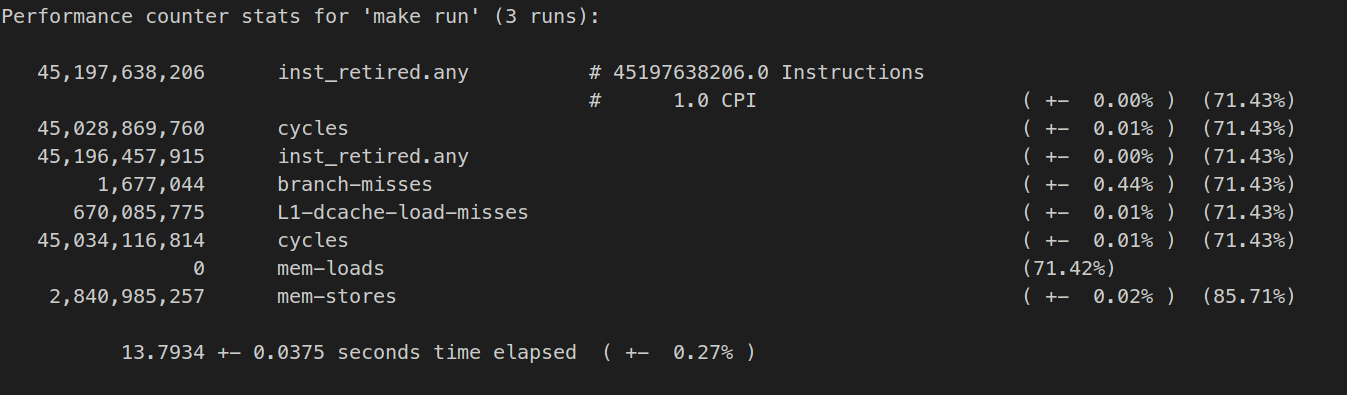 Performance counter stats for 'make run' (3 runs):
45,197,638,206 inst_retired.any # 45197638206.0 Instructions
# 1.0 CPI ( +- 0.00% ) (71.43%)
45,028,869,760 cycles ( +- 0.01% ) (71.43%)
45,196,457,915 inst_retired.any ( +- 0.00% ) (71.43%)
1,677,044 branch-misses ( +- 0.44% ) (71.43%)
670,085,775 L1-dcache-load-misses ( +- 0.01% ) (71.43%)
45,034,116,814 cycles ( +- 0.01% ) (71.43%)
0 mem-loads (71.42%)
2,840,985,257 mem-stores ( +- 0.02% ) (85.71%)
13.7934 +- 0.0375 seconds time elapsed ( +- 0.27% )